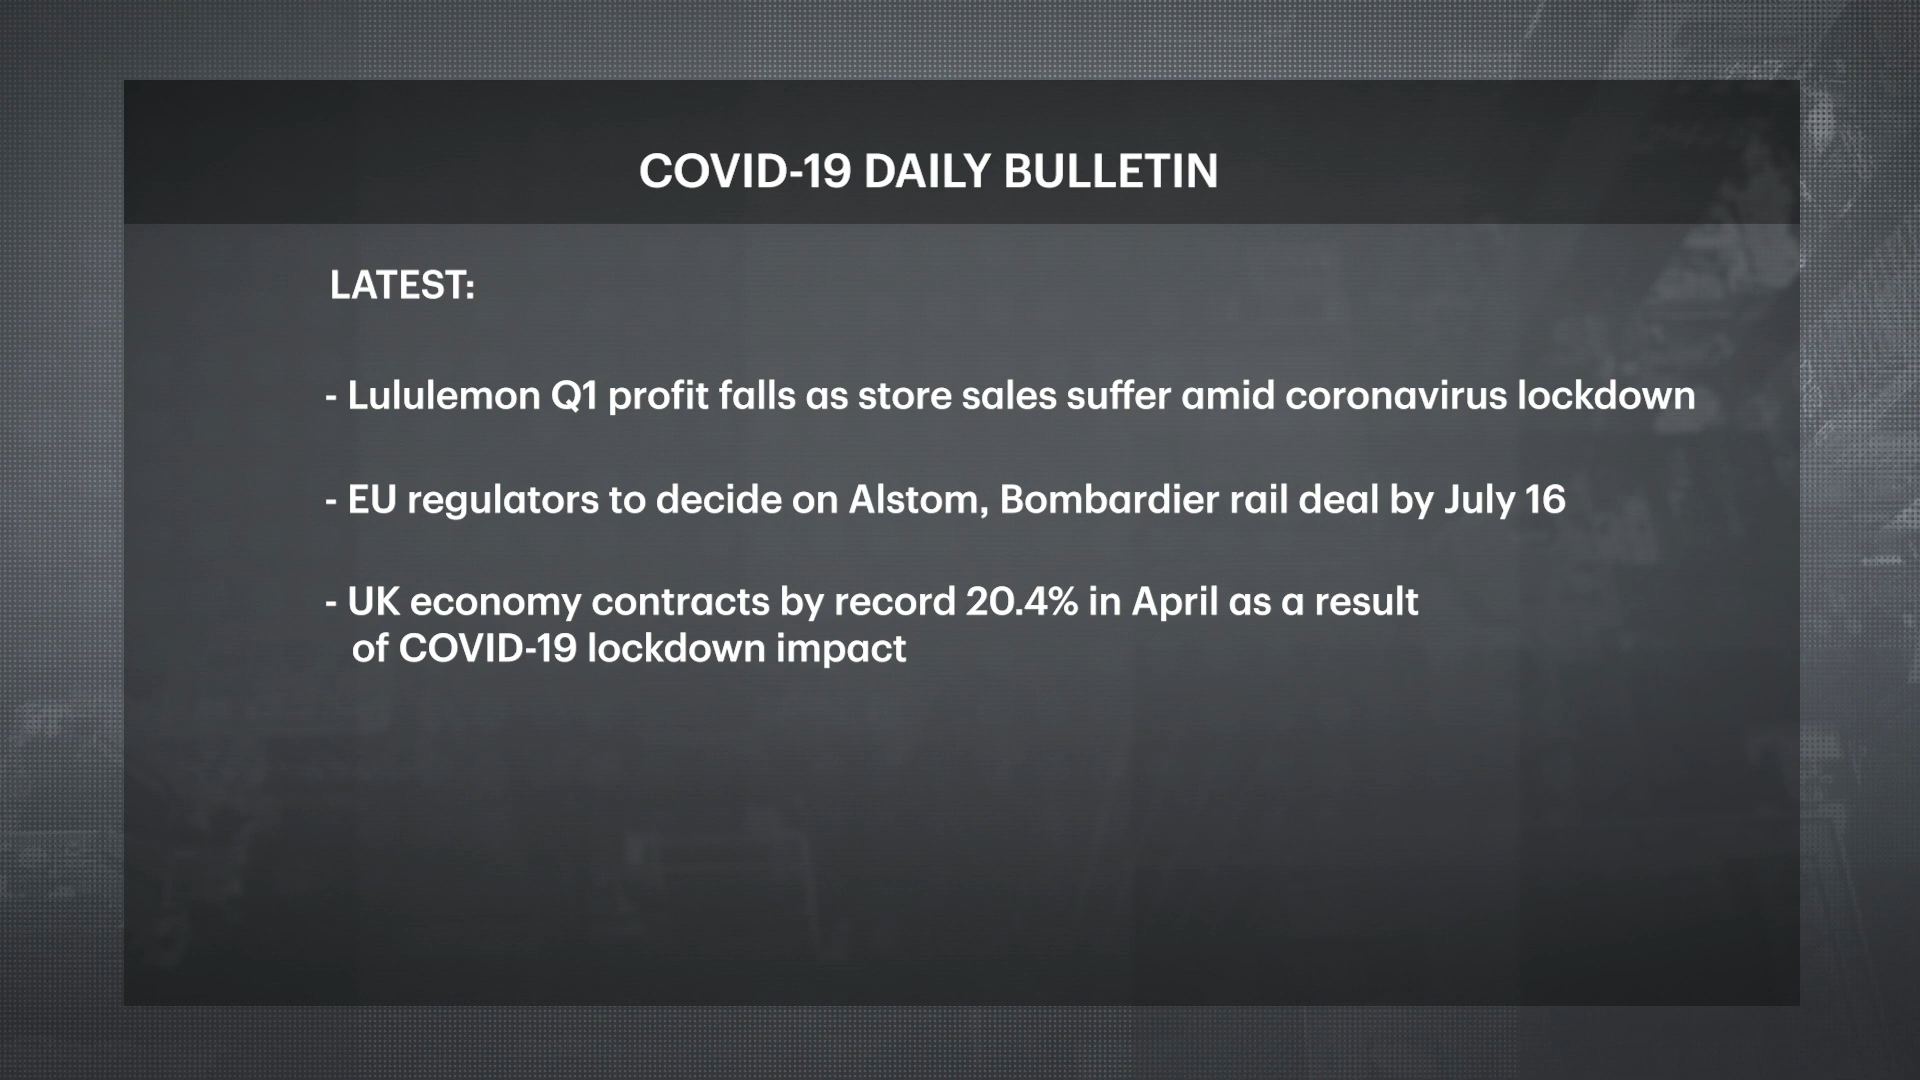 COVID-19 DAILY BULLETIN
LATEST:
- Lululemon Q1 profit falls as store sales suffer amid coronavirus lockdown
- EU regulators to decide on Alstom, Bombardier rail deal by July 16
- UK economy contracts by record 20.4% in April as a result
of COVID-19 lockdown impact